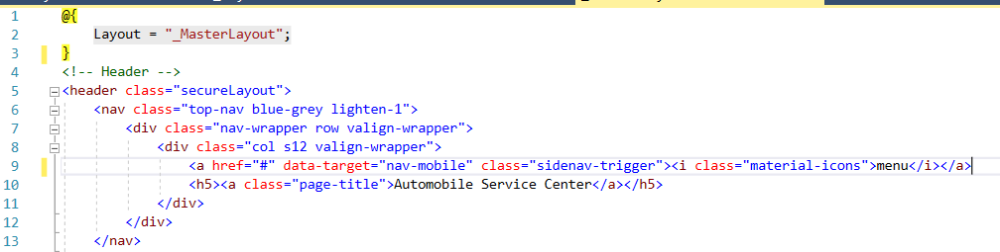 1 @{
2 Layout = "_MasterLayout";
3 }
4 <!-- Header -->
5 <header class="secureLayout">
6 <nav class="top-nav blue-grey lighten-1">
7 <div class="nav-wrapper row valign-wrapper">
8 <div class="col s12 valign-wrapper">
9 <a href="#" data-target="nav-mobile" class="sidenav-trigger"><i class="material-icons">menu</i></a>
10 <h5><a class="page-title">Automobile Service Center</a></h5>
11 </div>
12 </div>
13 </nav>